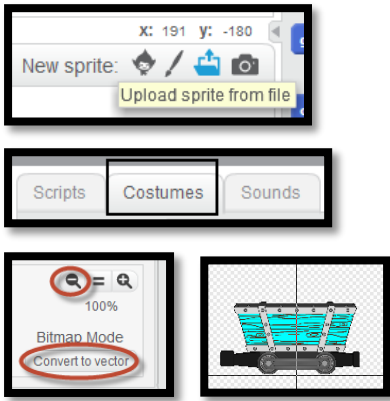 x: 191 y: -180
New sprite:
Upload sprite from file
Scripts Costumes Sounds
100%
Bitmap Mode
Convert to vector